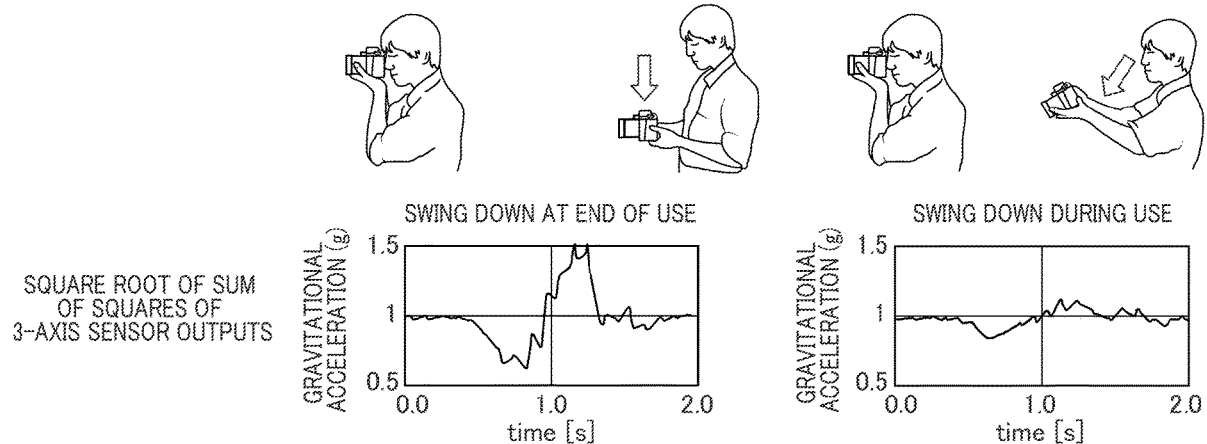 SWING DOWN AT END OF USE
SWING DOWN DURING USE
SQUARE ROOT OF SUM
OF SQUARES OF
3-AXIS SENSOR OUTPUTS
GRAVITATIONAL
ACCELERATION (g)
1.5
1
0.5
0.0 1.0 2.0
time [s]
GRAVITATIONAL
ACCELERATION (g)
1.5
1
0.5
0.0 1.0 2.0
time [s]